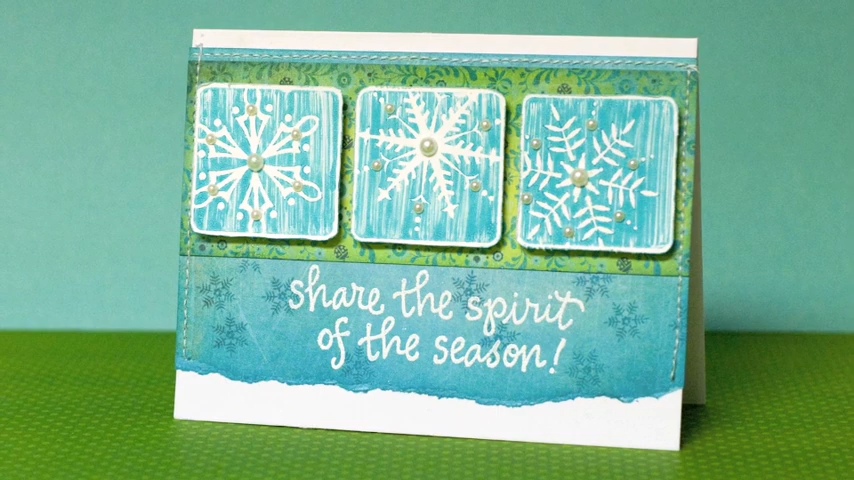 share the spirit
of the season!